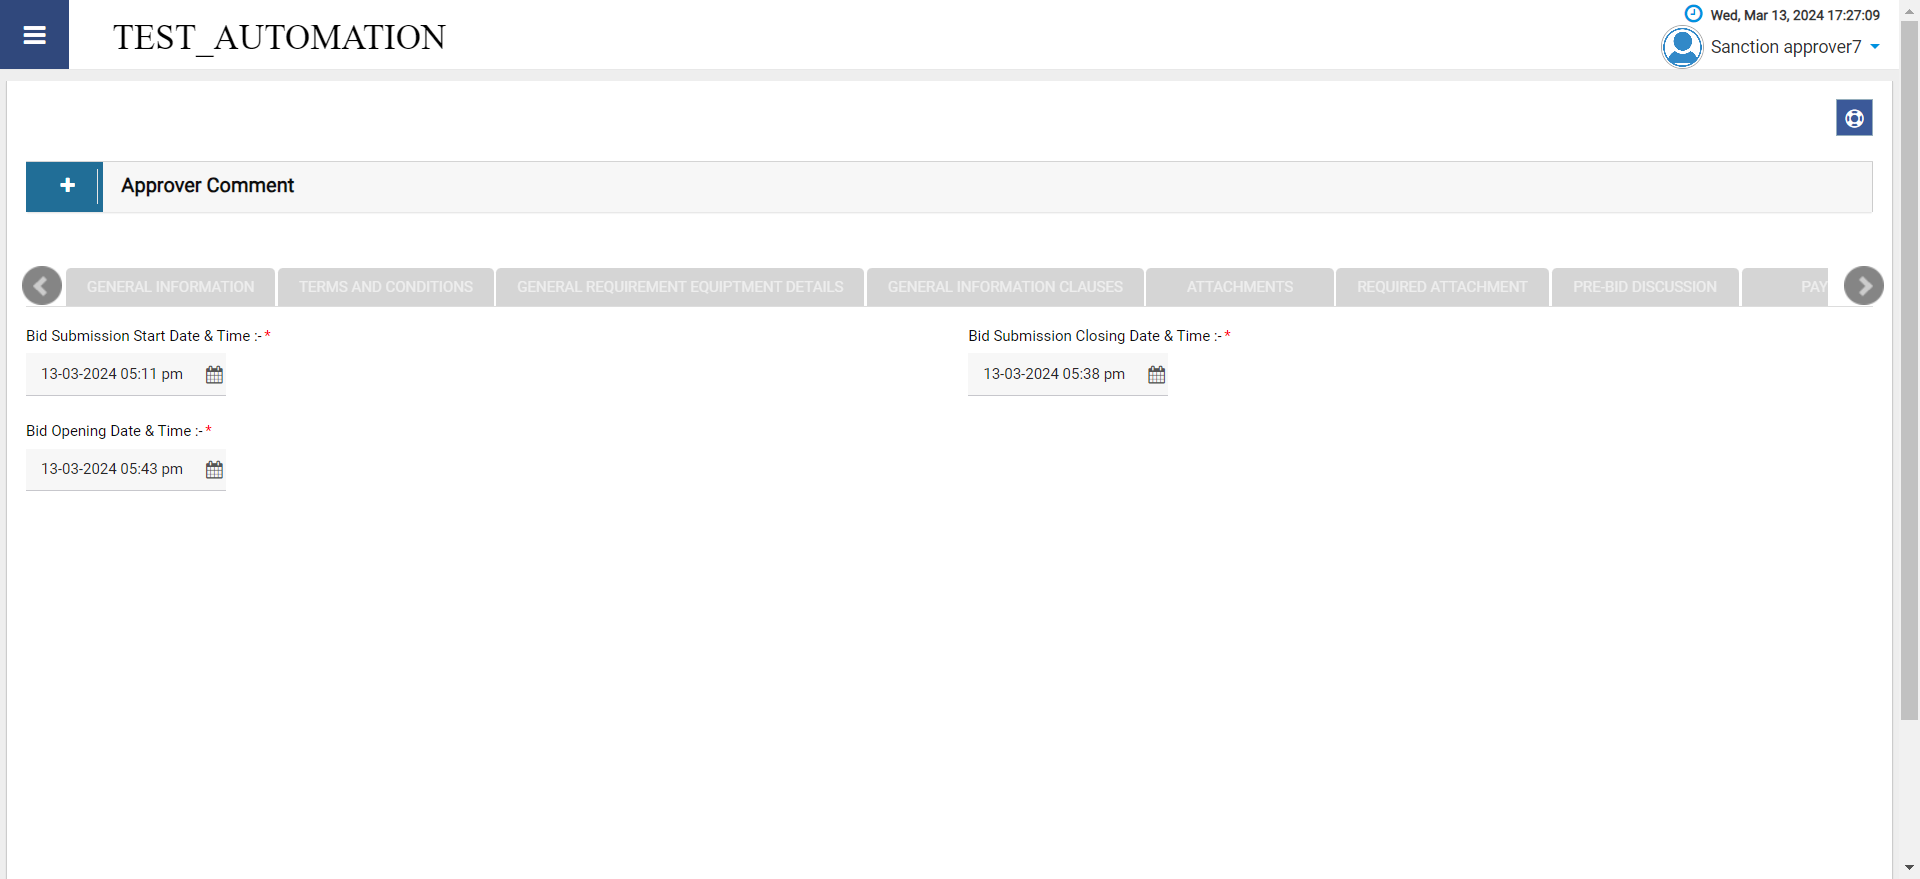 TEST_AUTOMATION
Wed, Mar 13, 2024 17:27:09
Sanction approver7
Approver Comment
GENERAL INFORMATION
TERMS AND CONDITIONS
GENERAL REQUIREMENT EQUIPTMENT DETAILS
GENERAL INFORMATION CLAUSES
ATTACHMENTS
REQUIRED ATTACHMENT
PRE-BID DISCUSSION
PAY
Bid Submission Start Date & Time :- *
13-03-2024 05:11 pm
Bid Submission Closing Date & Time :- *
13-03-2024 05:38 pm
Bid Opening Date & Time :- *
13-03-2024 05:43 pm